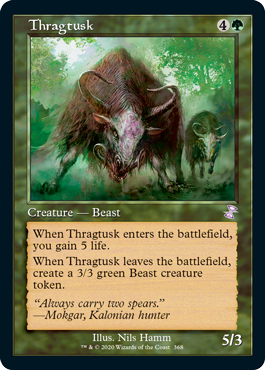 Thragtusk 4
Creature — Beast
When Thragtusk enters the battlefield,
you gain 5 life.
When Thragtusk leaves the battlefield,
create a 3/3 green Beast creature
token.
“Always carry two spears.”
—Mokgar, Kalonian hunter
Illus. Nils Hamm
5/3
™ & © 2020 Wizards of the Coast 368